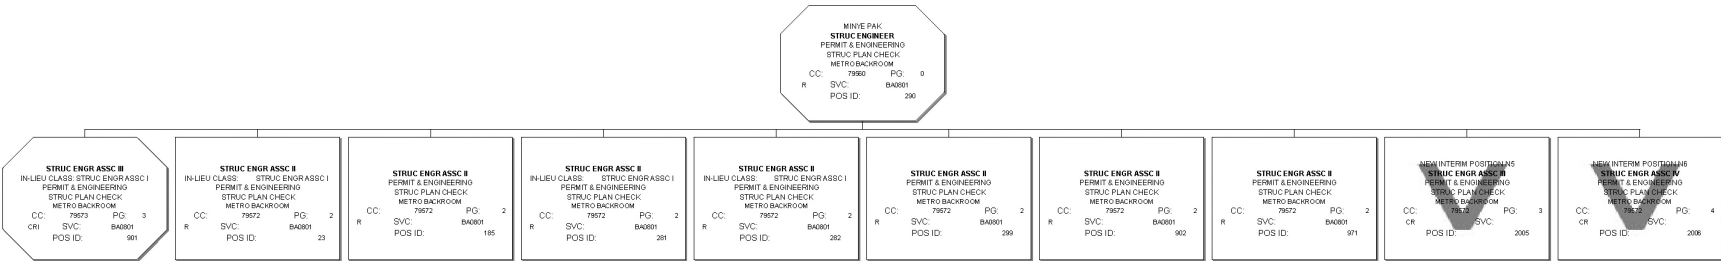 MINYE PAK
STRUC ENGINEER
PERMIT & ENGINEERING
STRUC PLAN CHECK
METRO BACKROOM
CC: 79560 PG: 0
R SVC: BA0801
POS ID: 290
STRUC ENGR ASSC III
IN-LIEU CLASS: STRUC ENGR ASSC I
PERMIT & ENGINEERING
STRUC PLAN CHECK
METRO BACKROOM
CC: 79573 PG: 3
CRI SVC: BA0801
POS ID: 901
STRUC ENGR ASSC II
IN-LIEU CLASS: STRUC ENGR ASSC I
PERMIT & ENGINEERING
STRUC PLAN CHECK
METRO BACKROOM
CC: 79572 PG: 2
R SVC: BA0801
POS ID: 23
STRUC ENGR ASSC II
PERMIT & ENGINEERING
STRUC PLAN CHECK
METRO BACKROOM
CC: 79572 PG: 2
R SVC: BA0801
POS ID: 185
STRUC ENGR ASSC II
IN-LIEU CLASS: STRUC ENGR ASSC I
PERMIT & ENGINEERING
STRUC PLAN CHECK
METRO BACKROOM
CC: 79572 PG: 2
R SVC: BA0801
POS ID: 281
STRUC ENGR ASSC II
IN-LIEU CLASS: STRUC ENGR ASSC I
PERMIT & ENGINEERING
STRUC PLAN CHECK
METRO BACKROOM
CC: 79572 PG: 2
R SVC: BA0801
POS ID: 282
STRUC ENGR ASSC II
PERMIT & ENGINEERING
STRUC PLAN CHECK
METRO BACKROOM
CC: 79572 PG: 2
R SVC: BA0801
POS ID: 299
STRUC ENGR ASSC II
PERMIT & ENGINEERING
STRUC PLAN CHECK
METRO BACKROOM
CC: 79572 PG: 2
R SVC: BA0801
POS ID: 902
STRUC ENGR ASSC II
PERMIT & ENGINEERING
STRUC PLAN CHECK
METRO BACKROOM
CC: 79572 PG: 2
R SVC: BA0801
POS ID: 971
V
NEW INTERIM POSITION N5
STRUC ENGR ASSC III
PERMIT & ENGINEERING
STRUC PLAN CHECK
METRO BACKROOM
CC: 79572 PG: 3
CR SVC:
POS ID: 2005
V
NEW INTERIM POSITION N6
STRUC ENGR ASSC IV
PERMIT & ENGINEERING
STRUC PLAN CHECK
METRO BACKROOM
CC: 79572 PG: 4
CR SVC:
POS ID: 2006